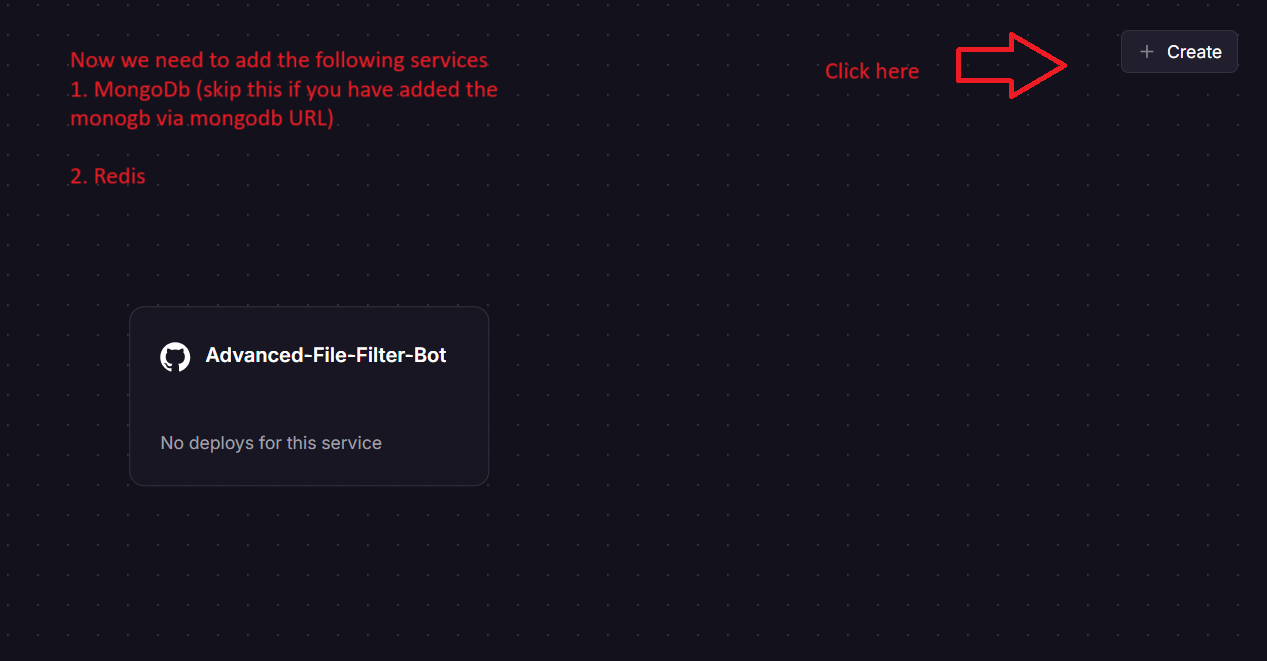 Now we need to add the following services
1. MongoDb (skip this if you have added the
monogb via mongodb URL)
2. Redis
Click here
+ Create
Advanced-File-Filter-Bot
No deploys for this service